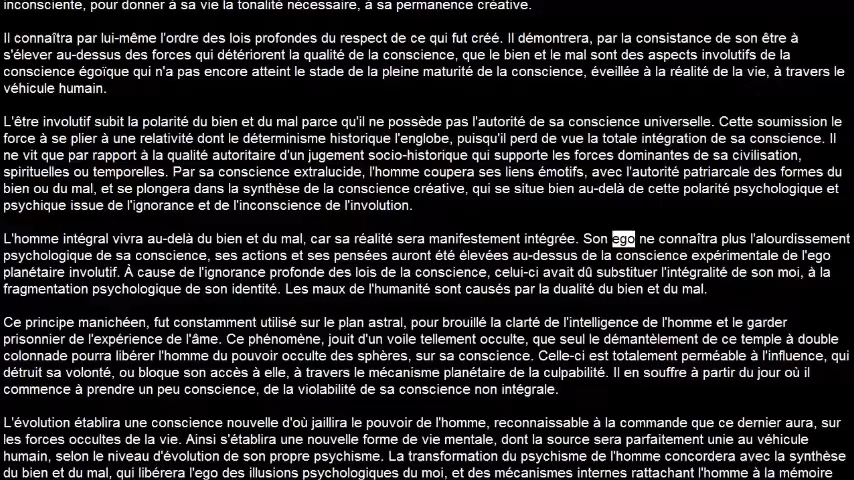 inconsciente, pour donner à sa vie la tonalité nécessaire, à sa permanence créative.
Il connaîtra par lui-même l'ordre des lois profondes du respect de ce qui fut créé. Il démontrera, par la consistance de son être à
s'élever au-dessus des forces qui détériorent la qualité de la conscience, que le bien et le mal sont des aspects involutifs de la
conscience égoïque qui n'a pas encore atteint le stade de la pleine maturité de la conscience, éveillée à la réalité de la vie, à travers le
véhicule humain.
L'être involutif subit la polarité du bien et du mal parce qu'il ne possède pas l'autorité de sa conscience universelle. Cette soumission le
force à se plier à une relativité dont le déterminisme historique l'englobe, puisqu'il perd de vue la totale intégration de sa conscience. Il
ne vit que par rapport à la qualité autoritaire d'un jugement socio-historique qui supporte les forces dominantes de sa civilisation,
spirituelles ou temporelles. Par sa conscience extralucide, l'homme coupera ses liens émotifs, avec l'autorité patriarcale des formes du
bien ou du mal, et se plongera dans la synthèse de la conscience créative, qui se situe bien au-delà de cette polarité psychologique et
psychique issue de l'ignorance et de l'inconscience de l'involution.
L'homme intégral vivra au-delà du bien et du mal, car sa réalité sera manifestement intégrée. Son ego ne connaîtra plus l'alourdissement
psychologique de sa conscience, ses actions et ses pensées auront été élevées au-dessus de la conscience expérimentale de l'ego
planétaire involutif. À cause de l'ignorance profonde des lois de la conscience, celui-ci avait dû substituer l'intégralité de son moi, à la
fragmentation psychologique de son identité. Les maux de l'humanité sont causés par la dualité du bien et du mal.
Ce principe manichéen, fut constamment utilisé sur le plan astral, pour brouillé la clarté de l'intelligence de l'homme et le garder
prisonnier de l'expérience de l'âme. Ce phénomène, jouit d'un voile tellement occulte, que seul le démantèlement de ce temple à double
colonnade pourra libérer l'homme du pouvoir occulte des sphères, sur sa conscience. Celle-ci est totalement perméable à l'influence, qui
détruit sa volonté, ou bloque son accès à elle, à travers le mécanisme planétaire de la culpabilité. Il en souffre à partir du jour où il
commence à prendre un peu conscience, de la violabilité de sa conscience non intégrale.
L'évolution établira une conscience nouvelle d'où jaillira le pouvoir de l'homme, reconnaissable à la commande que ce dernier aura, sur
les forces occultes de la vie. Ainsi s'établira une nouvelle forme de vie mentale, dont la source sera parfaitement unie au véhicule
humain, selon le niveau d'évolution de son propre psychisme. La transformation du psychisme de l'homme concordera avec la synthèse
du bien et du mal, qui libérera l'ego des illusions psychologiques du moi, et des mécanismes internes rattachant l'homme à la mémoire